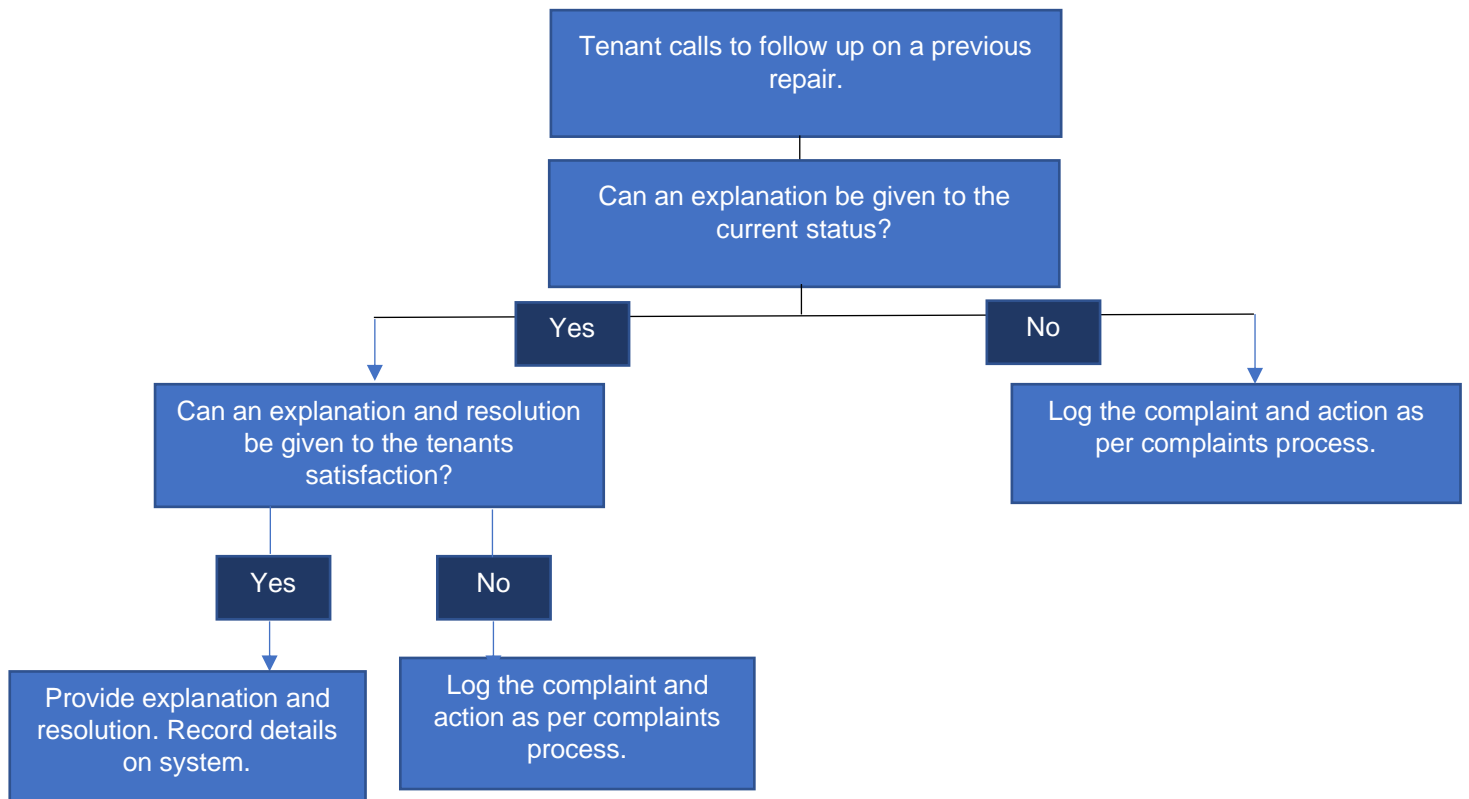 Tenant calls to follow up on a previous
repair.
Can an explanation be given to the
current status?
Yes
No
Can an explanation and resolution
be given to the tenants
satisfaction?
Log the complaint and action as
per complaints process.
Yes
No
Provide explanation and
resolution. Record details
on system.
Log the complaint and
action as per complaints
process.